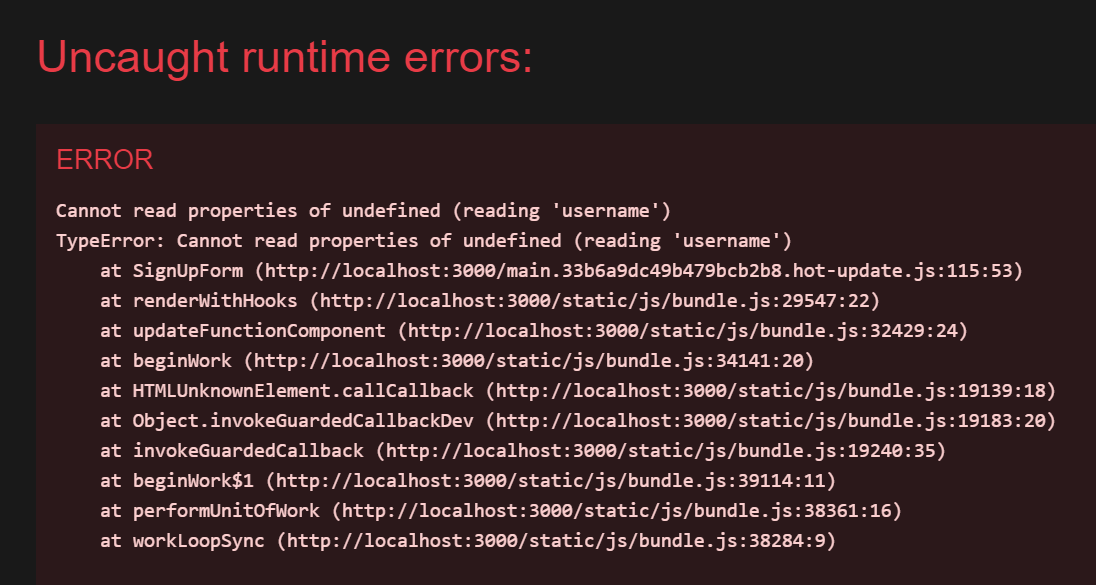 Uncaught runtime errors:
ERROR
Cannot read properties of undefined (reading 'username')
TypeError: Cannot read properties of undefined (reading 'username')
at SignUpForm (http://localhost:3000/main.33b6a9dc49b479bcb2b8.hot-update.js:115:53)
at renderWithHooks (http://localhost:3000/static/js/bundle.js:29547:22)
at updateFunctionComponent (http://localhost:3000/static/js/bundle.js:32429:24)
at beginWork (http://localhost:3000/static/js/bundle.js:34141:20)
at HTMLUnknownElement.callCallback (http://localhost:3000/static/js/bundle.js:19139:18)
at Object.invokeGuardedCallbackDev (http://localhost:3000/static/js/bundle.js:19183:20)
at invokeGuardedCallback (http://localhost:3000/static/js/bundle.js:19240:35)
at beginWork$1 (http://localhost:3000/static/js/bundle.js:39114:11)
at performUnitOfWork (http://localhost:3000/static/js/bundle.js:38361:16)
at workLoopSync (http://localhost:3000/static/js/bundle.js:38284:9)